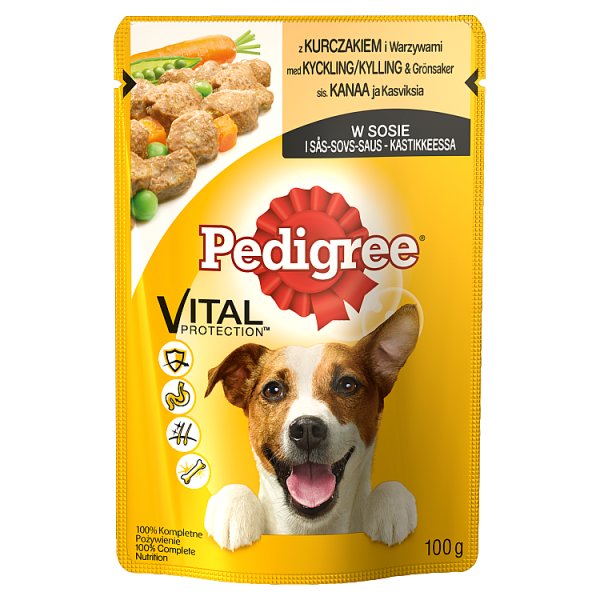 z KURCZAKIEM i Warzywami
med KYCKLING/KYLLING & Grönsaker
sis. KANAA ja Kasviksia
W SOSIE
I SÅS-SOVS-SAUS - KASTIKKEESSA
Pedigree®
VITAL
PROTECTION™
100% Kompletne
Pożywienie
100% Complete
Nutrition
100 g